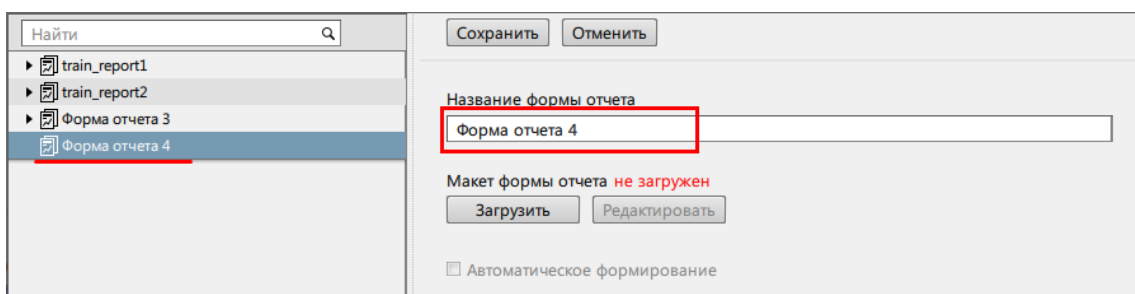 Найти
train_report1
train_report2
Форма отчета 3
Форма отчета 4
Сохранить Отменить
Название формы отчета
Форма отчета 4
Макет формы отчета не загружен
Загрузить Редактировать
Автоматическое формирование